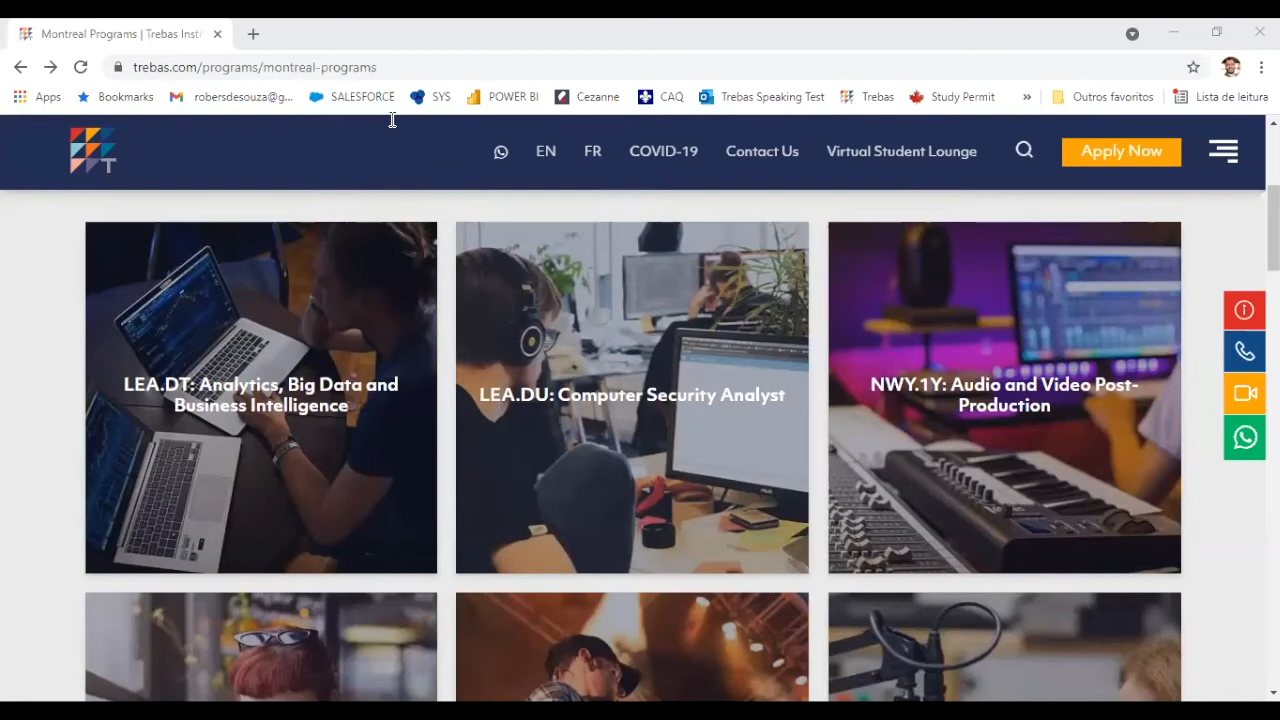 Montreal Programs | Trebas Insti
trebas.com/programs/montreal-programs
Apps Bookmarks robersdesouza@g... SALESFORCE SYS POWER BI Cezanne CAQ Trebas Speaking Test Trebas Study Permit » Outros favoritos Lista de leitura
T EN FR COVID-19 Contact Us Virtual Student Lounge Apply Now
LEA.DT: Analytics, Big Data and
Business Intelligence
LEA.DU: Computer Security Analyst
NWY.1Y: Audio and Video Post-
Production